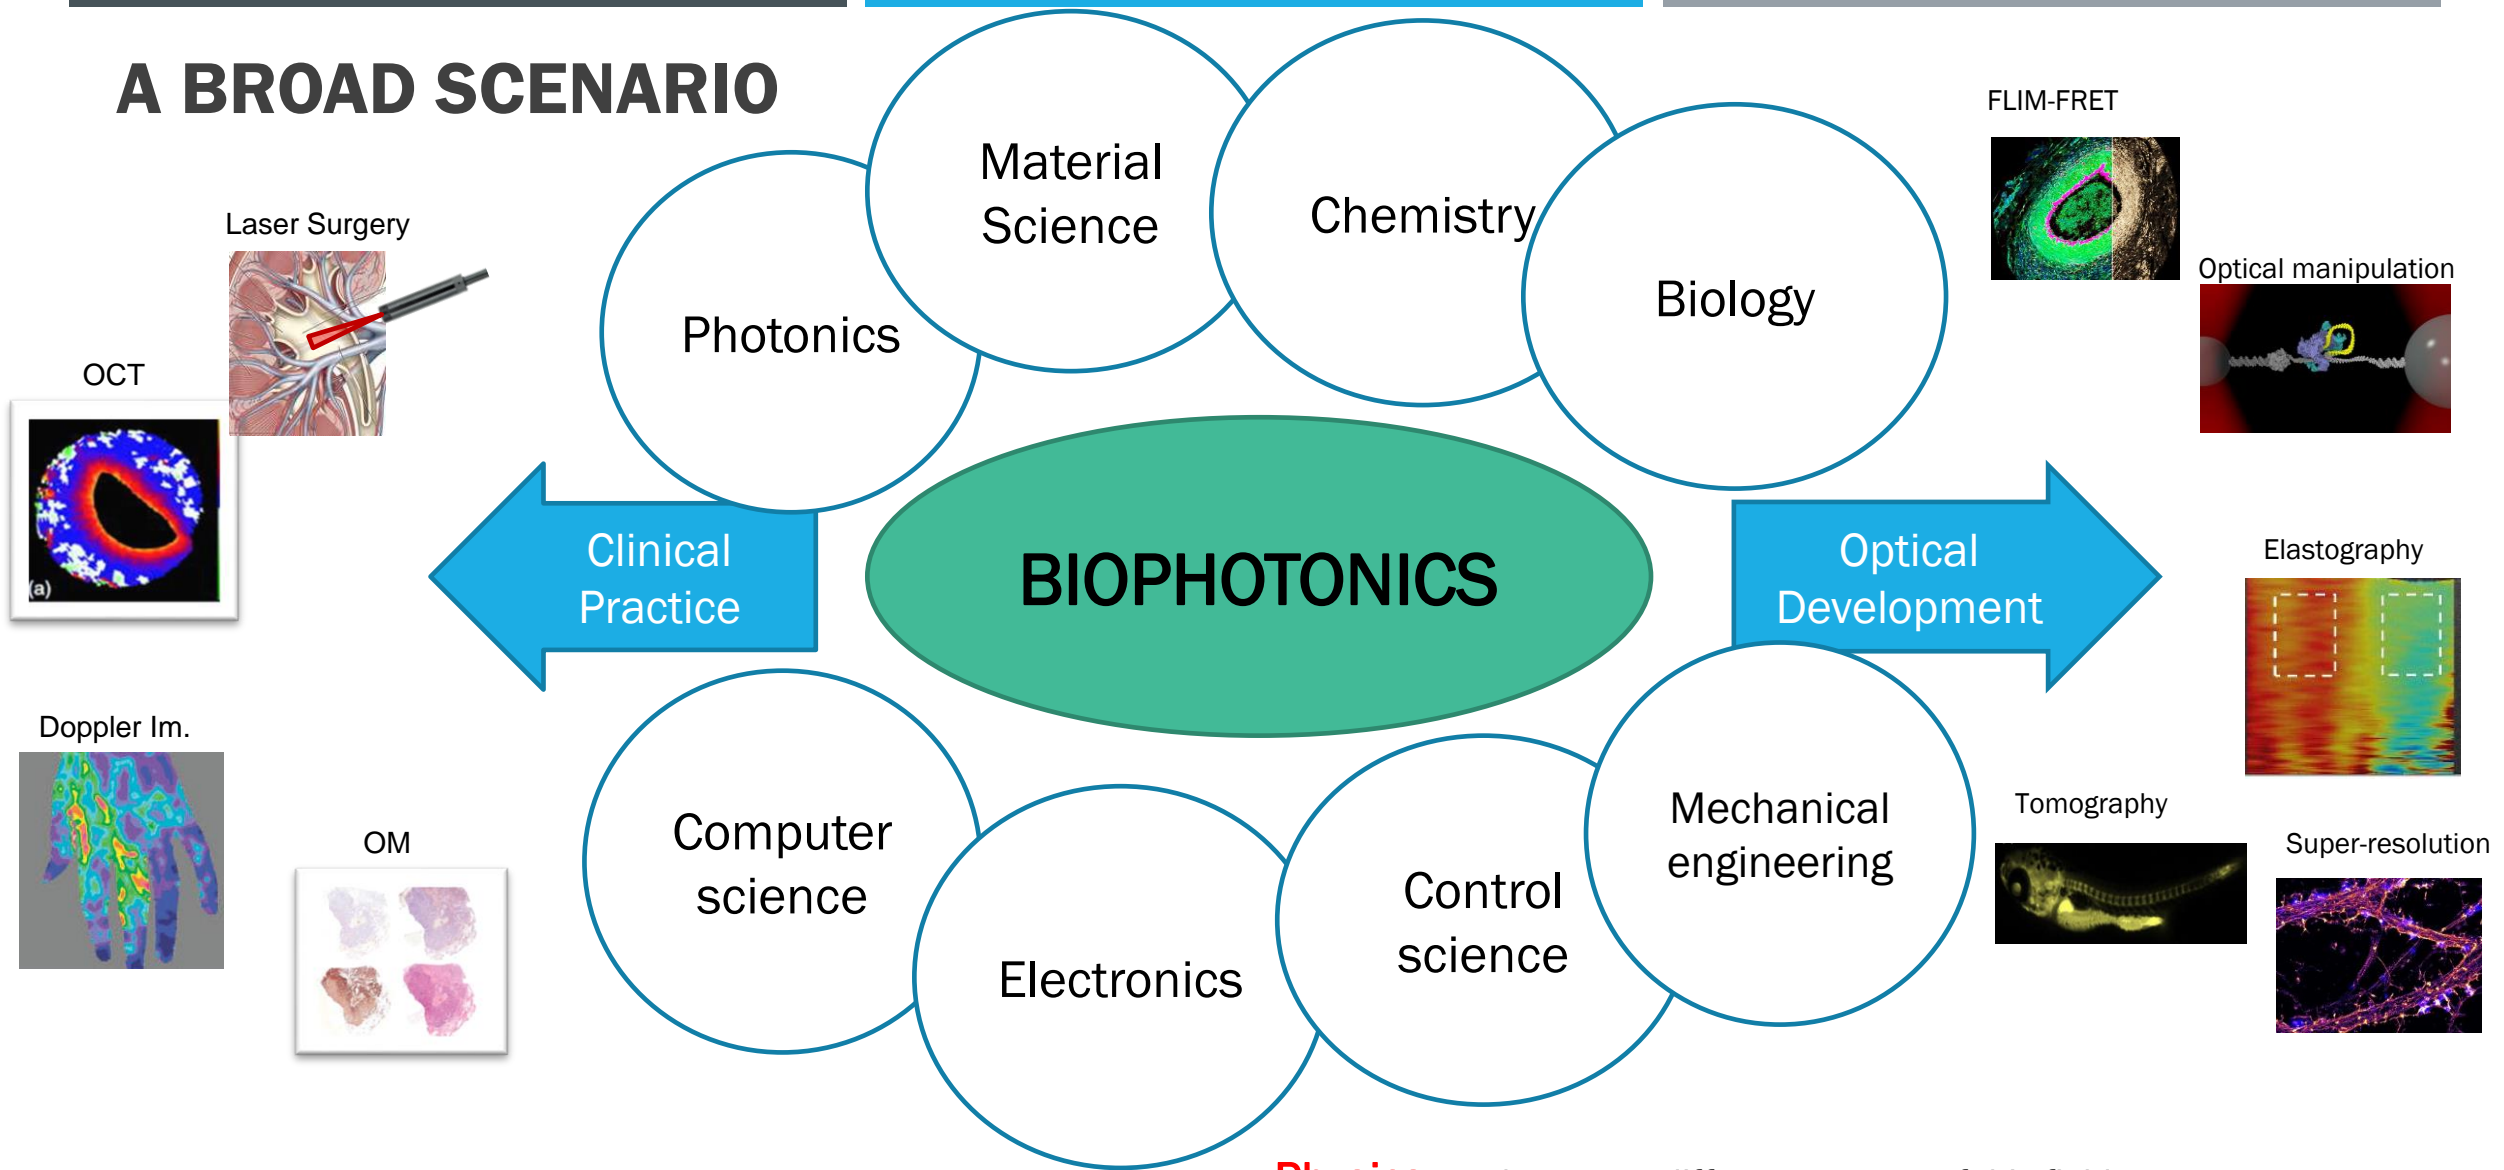 A BROAD SCENARIO
Material
Science
Chemistry
Biology
Photonics
FLIM-FRET
Laser Surgery
Optical manipulation
OCT
(a)
Clinical
Practice
BIOPHOTONICS
Optical
Development
Elastography
Doppler Im.
OM
Computer
science
Electronics
Control
science
Mechanical
engineering
Tomography
Super-resolution